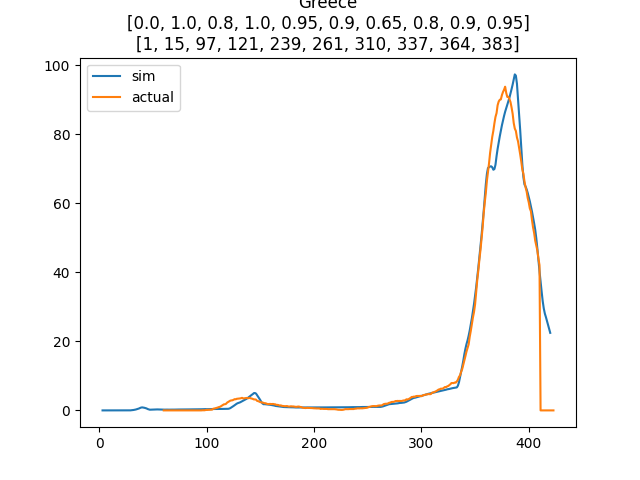 Greece
[0.0, 1.0, 0.8, 1.0, 0.95, 0.9, 0.65, 0.8, 0.9, 0.95]
[1, 15, 97, 121, 239, 261, 310, 337, 364, 383]
sim
actual
100
80
60
40
20
0
0 100 200 300 400